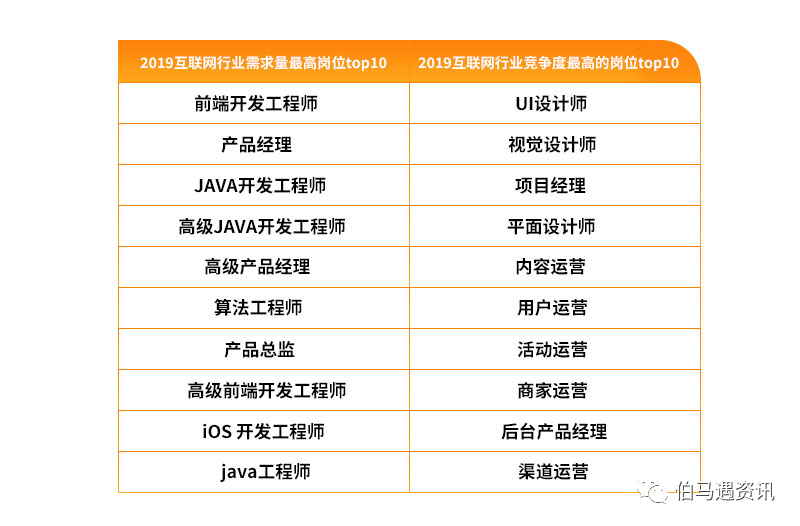 2019互联网行业需求量最高岗位top10 2019互联网行业竞争度最高的岗位top10
前端开发工程师 UI设计师
产品经理 视觉设计师
JAVA开发工程师 项目经理
高级JAVA开发工程师 平面设计师
高级产品经理 内容运营
算法工程师 用户运营
产品总监 活动运营
高级前端开发工程师 商家运营
iOS 开发工程师 后台产品经理
java工程师 渠道运营
伯马遇资讯